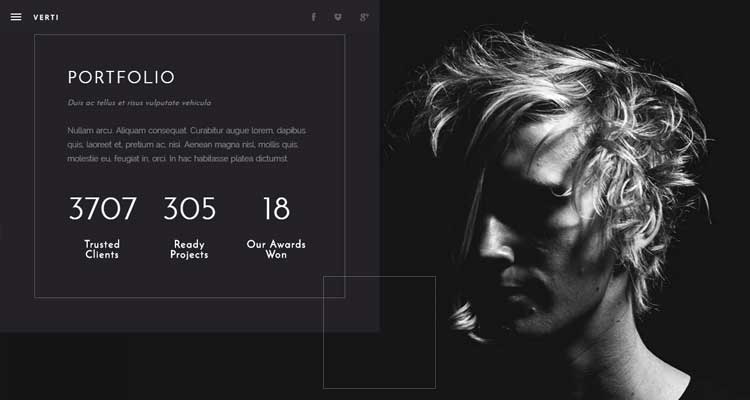 VERTI
PORTFOLIO
Duis ac tellus et risus vulputate vehicula
Nullam arcu. Aliquam consequat. Curabitur augue lorem, dapibus
quis, laoreet et, pretium ac, nisi. Aenean magna nisi, mollis quis,
molestie eu, feugiat in, orci. In hac habitasse platea dictumst.
3707 305 18
Trusted Ready Our Awards
Clients Projects Won